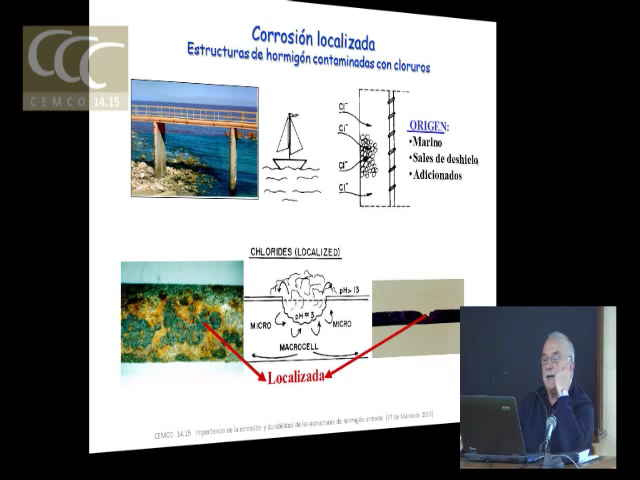 CCC
CEMCO 14.15
Corrosión localizada
Estructuras de hormigón contaminadas con cloruros
Cl⁻
Cl⁻
Cl⁻
Cl⁻
ORIGEN:
•Marino
•Sales de deshielo,
•Adicionados
CHLORIDES (LOCALIZED)
pH > 13
pH ≈ 3
MICRO
MICRO
MACROCELL
Localizada
CEMCO 14.15 Importancia de la corrosión y durabilidad de las estructuras de hormigón armado. (17 de Marzo de 2015)